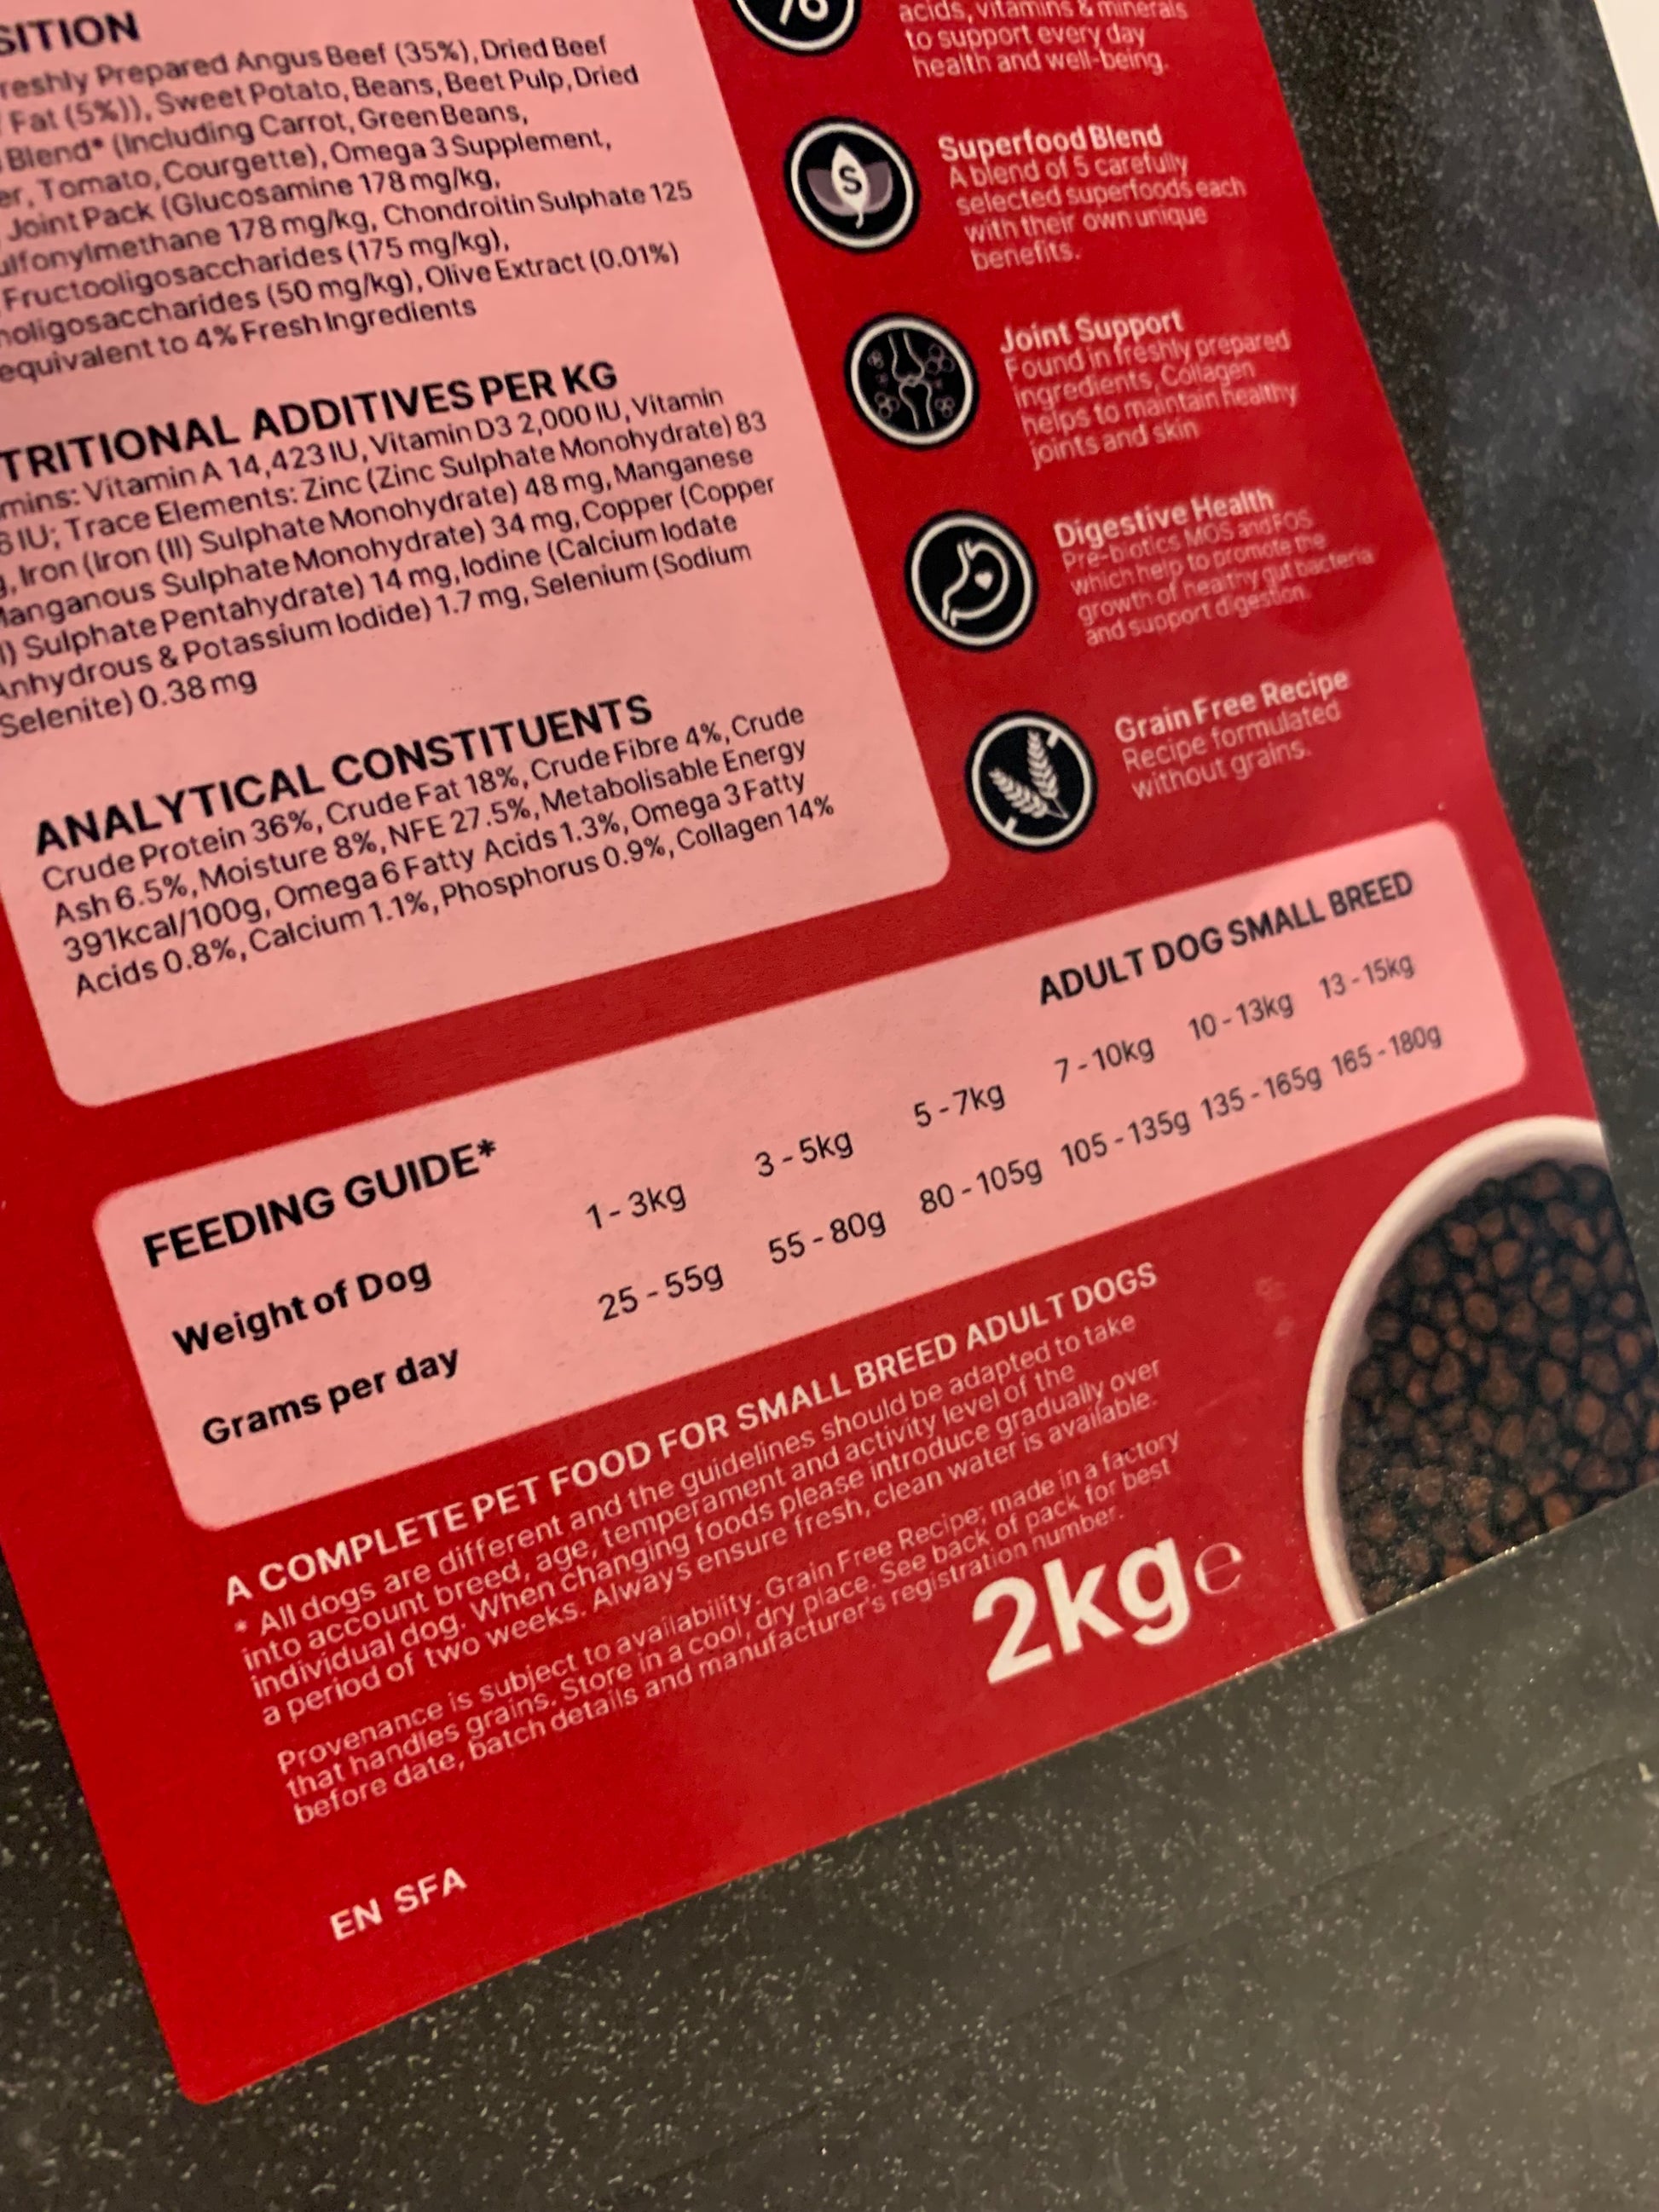 SITION
reshly Prepared Angus Beef (35%), Dried Beef
Fat (5%)), Sweet Potato, Beans, Beet Pulp, Dried
Blend* (Including Carrot, Green Beans,
er, Tomato, Courgette), Omega 3 Supplement,
Joint Pack (Glucosamine 178 mg/kg,
ulfonylmethane 178 mg/kg, Chondroitin Sulphate 125
Fructooligosaccharides (175 mg/kg),
noligosaccharides (50 mg/kg), Olive Extract (0.01%)
equivalent to 4% Fresh Ingredients
TRITIONAL ADDITIVES PER KG
mins: Vitamin A 14,423 IU, Vitamin D3 2,000 IU, Vitamin
6 IU; Trace Elements: Zinc (Zinc Sulphate Monohydrate) 83
g, Iron (Iron (II) Sulphate Monohydrate) 48 mg, Manganese
Manganous Sulphate Monohydrate) 34 mg, Copper (Copper
I) Sulphate Pentahydrate) 14 mg, Iodine (Calcium Iodate
Anhydrous & Potassium Iodide) 1.7 mg, Selenium (Sodium
Selenite) 0.38 mg
ANALYTICAL CONSTITUENTS
Crude Protein 36%, Crude Fat 18%, Crude Fibre 4%, Crude
Ash 6.5%, Moisture 8%, NFE 27.5%, Metabolisable Energy
391kcal/100g, Omega 6 Fatty Acids 1.3%, Omega 3 Fatty
Acids 0.8%, Calcium 1.1%, Phosphorus 0.9%, Collagen 14%
%
acids, vitamins & minerals
to support every day
health and well-being.
S
Superfood Blend
A blend of 5 carefully
selected superfoods each
with their own unique
benefits.
Joint Support
Found in freshly prepared
ingredients, Collagen
helps to maintain healthy
joints and skin
Digestive Health
Pre-biotics MOS and FOS
which help to promote the
growth of healthy gut bacteria
and support digestion.
Grain Free Recipe
Recipe formulated
without grains.
FEEDING GUIDE* ADULT DOG SMALL BREED
Weight of Dog 1 - 3kg 3 - 5kg 5 - 7kg 7 - 10kg 10 - 13kg 13 - 15kg
Grams per day 25 - 55g 55 - 80g 80 - 105g 105 - 135g 135 - 165g 165 - 180g
A COMPLETE PET FOOD FOR SMALL BREED ADULT DOGS
* All dogs are different and the guidelines should be adapted to take
into account breed, age, temperament and activity level of the
individual dog. When changing foods please introduce gradually over
a period of two weeks. Always ensure fresh, clean water is available.
Provenance is subject to availability. Grain Free Recipe; made in a factory
that handles grains. Store in a cool, dry place. See back of pack for best
before date, batch details and manufacturer's registration number.
2kg e
EN SFA